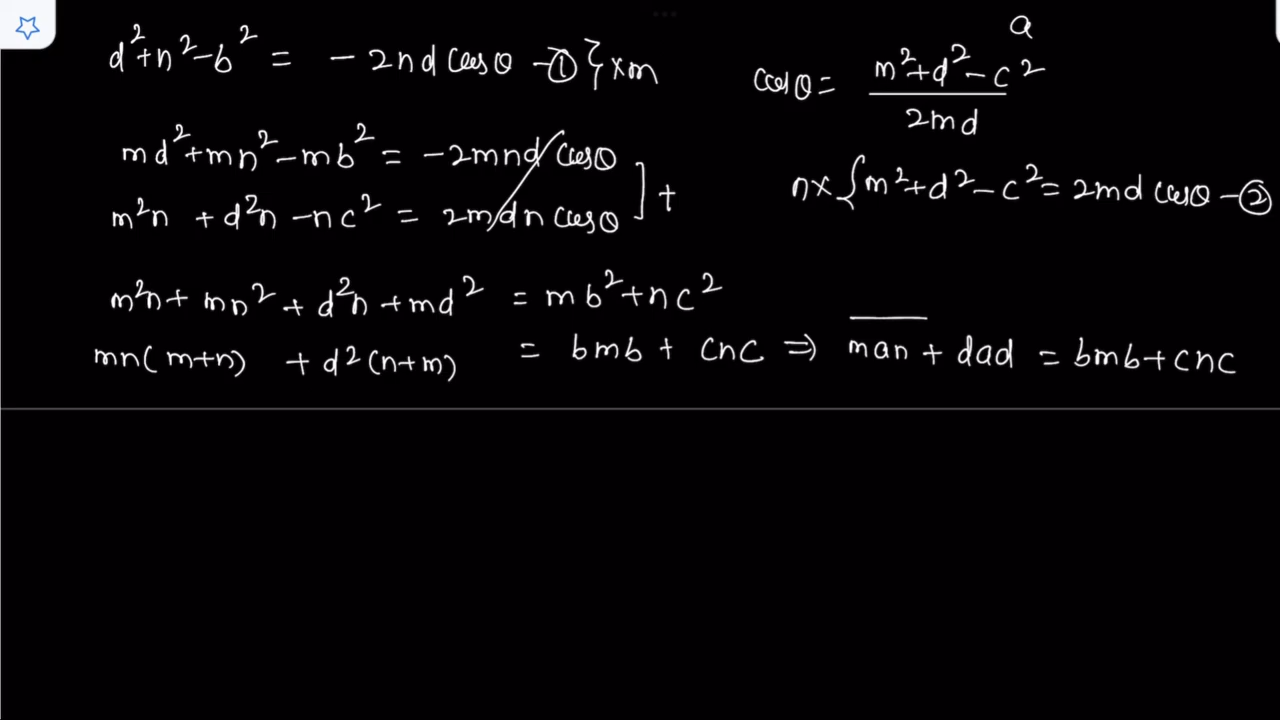 d²+n²-b² = -2nd cosθ -① } ×m
a
cosθ = (m²+d²-c²)/2md
md²+mn²-mb² = -2mnd cosθ
m²n + d²n - nc² = 2mdn cosθ ] +
n× { m²+d²-c² = 2md cosθ -②
m²n + mn² + d²n + md² = mb²+nc²
mn(m+n) + d²(n+m) = bmb + cnc ⇒ man + dad = bmb+cnc